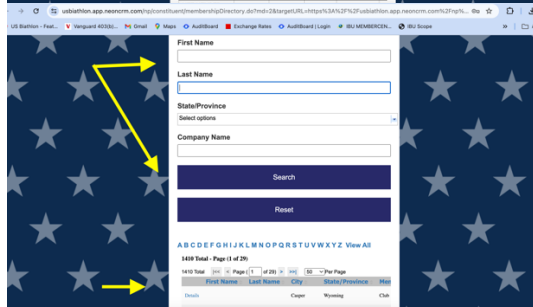 usbiathlon.app.neoncrm.com/np/constituent/membershipDirectory.do?md=2&targetURL=https%3A%2F%2Fusbiathlon.app.neoncrm.com%2Fnp%...
US Biathlon - Feal... Vanguard 403(b)... Gmail Maps AuditBoard Exchange Rates AuditBoard | Login IBU MEMBERCEN... IBU Scope
First Name
Last Name
State/Province
Select options
Company Name
Search
Reset
A B C D E F G H I J K L M N O P Q R S T U V W X Y Z View All
1410 Total - Page (1 of 29)
1410 Total |<< < Page ( 1 of 29) > >>| 50 Per Page
First Name Last Name City State/Province
Details Casper Wyoming Club